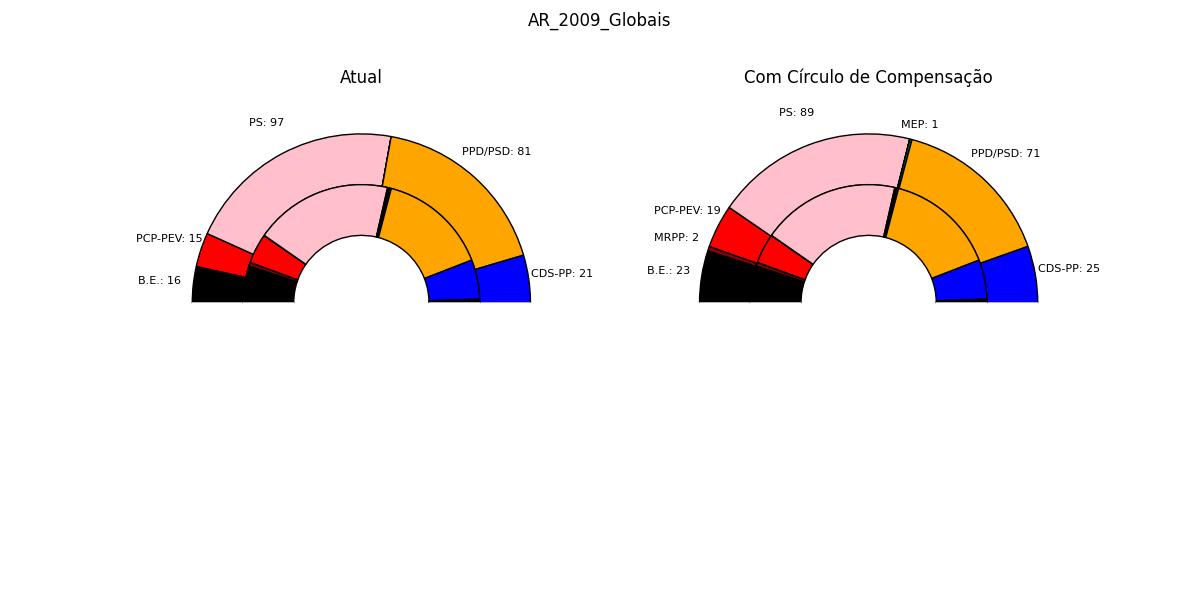 AR_2009_Globais
Atual
PS: 97
PPD/PSD: 81
PCP-PEV: 15
B.E.: 16
CDS-PP: 21
Com Círculo de Compensação
PS: 89
MEP: 1
PPD/PSD: 71
PCP-PEV: 19
MRPP: 2
B.E.: 23
CDS-PP: 25